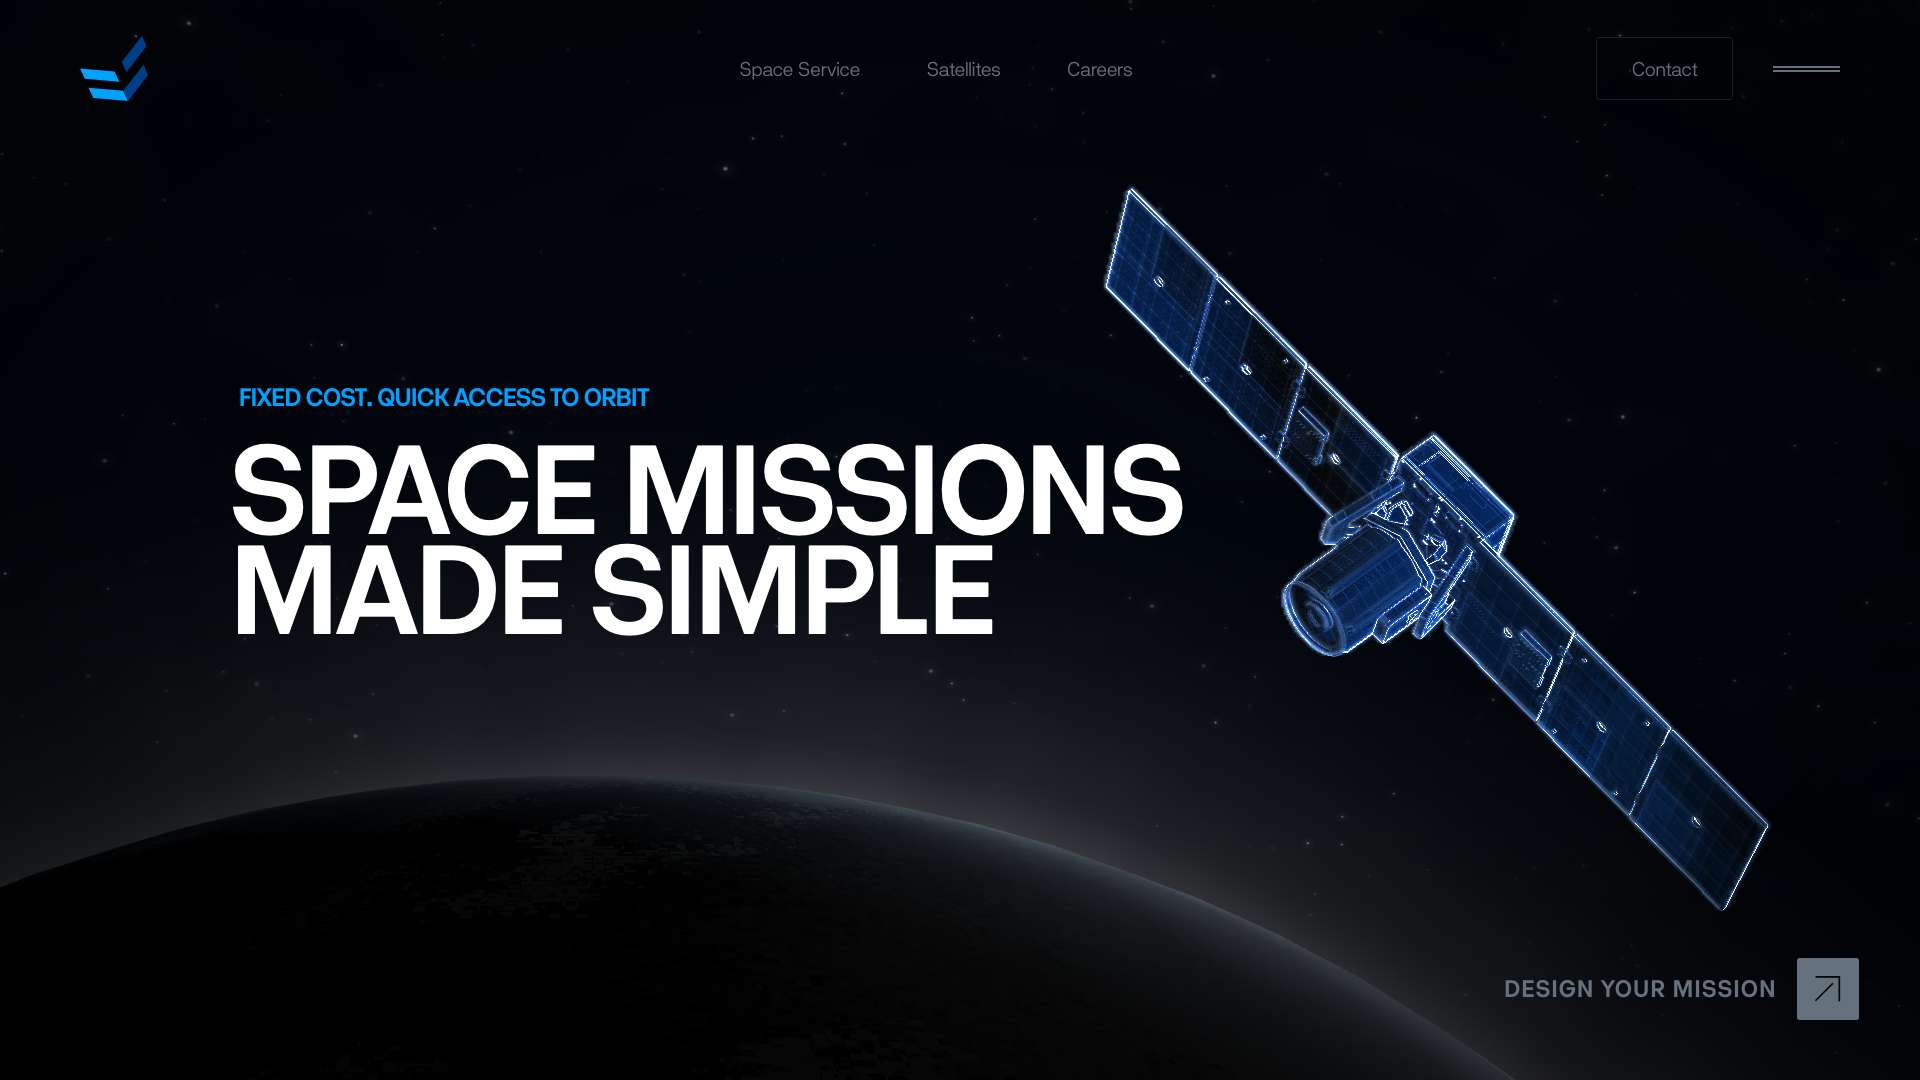 Space Service
Satellites
Careers
Contact
FIXED COST. QUICK ACCESS TO ORBIT
SPACE MISSIONS
MADE SIMPLE
DESIGN YOUR MISSION